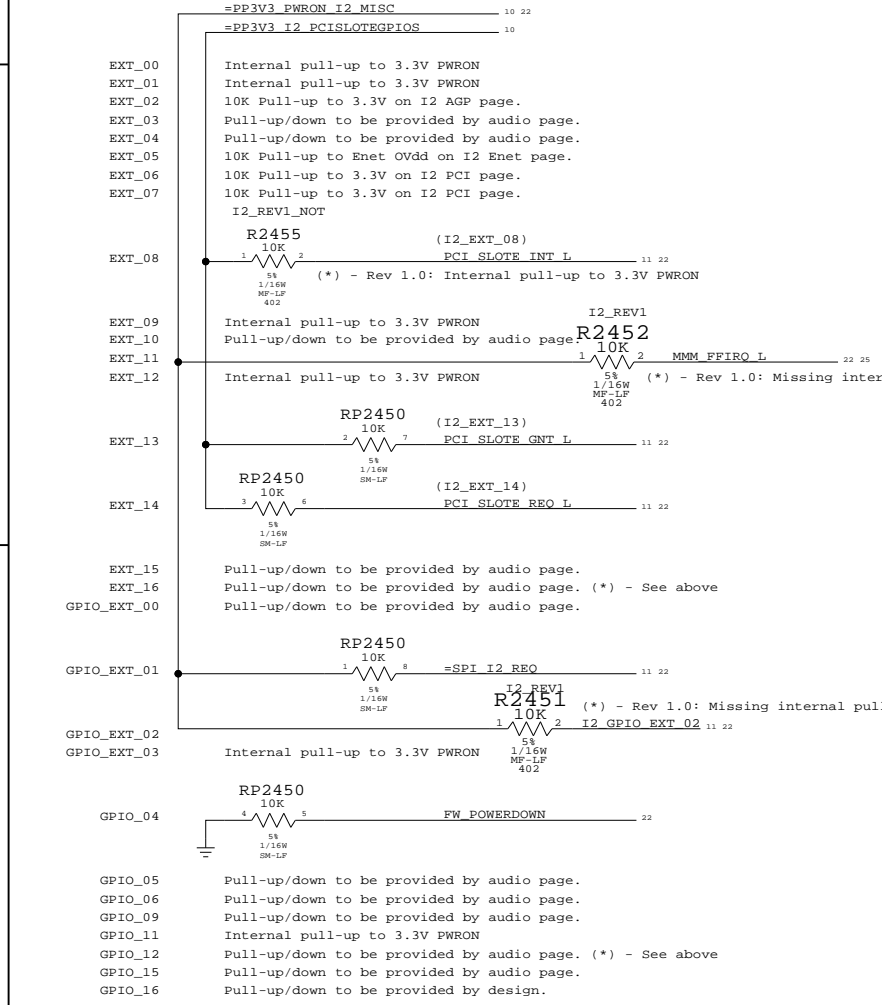 =PP3V3_PWRON_I2_MISC 10 22
=PP3V3_I2_PCISLOTEGPIOS 10
EXT_00 Internal pull-up to 3.3V PWRON
EXT_01 Internal pull-up to 3.3V PWRON
EXT_02 10K Pull-up to 3.3V on I2 AGP page.
EXT_03 Pull-up/down to be provided by audio page.
EXT_04 Pull-up/down to be provided by audio page.
EXT_05 10K Pull-up to Enet OVdd on I2 Enet page.
EXT_06 10K Pull-up to 3.3V on I2 PCI page.
EXT_07 10K Pull-up to 3.3V on I2 PCI page.
I2_REV1_NOT
R2455
10K
(I2_EXT_08)
EXT_08 1 2 PCI_SLOTE_INT_L 11 22
5%
1/16W
MF-LF
402
(*) - Rev 1.0: Internal pull-up to 3.3V PWRON
EXT_09 Internal pull-up to 3.3V PWRON
EXT_10 Pull-up/down to be provided by audio page.
I2_REV1
R2452
10K
EXT_11 1 2 MMM_FFIRQ_L 22 25
EXT_12 Internal pull-up to 3.3V PWRON
5%
1/16W
MF-LF
402
(*) - Rev 1.0: Missing inter
RP2450
10K
(I2_EXT_13)
EXT_13 2 7 PCI_SLOTE_GNT_L 11 22
5%
1/16W
SM-LF
RP2450
10K
(I2_EXT_14)
EXT_14 3 6 PCI_SLOTE_REQ_L 11 22
5%
1/16W
SM-LF
EXT_15 Pull-up/down to be provided by audio page.
EXT_16 Pull-up/down to be provided by audio page. (*) - See above
GPIO_EXT_00 Pull-up/down to be provided by audio page.
RP2450
10K
GPIO_EXT_01 1 8 =SPI_I2_REQ 11 22
5%
1/16W
SM-LF
I2_REV1
R2451
10K
(*) - Rev 1.0: Missing internal pull
GPIO_EXT_02 1 2 I2_GPIO_EXT_02 11 22
5%
1/16W
MF-LF
402
GPIO_EXT_03 Internal pull-up to 3.3V PWRON
RP2450
10K
GPIO_04 4 5 FW_POWERDOWN 22
5%
1/16W
SM-LF
GPIO_05 Pull-up/down to be provided by audio page.
GPIO_06 Pull-up/down to be provided by audio page.
GPIO_09 Pull-up/down to be provided by audio page.
GPIO_11 Internal pull-up to 3.3V PWRON
GPIO_12 Pull-up/down to be provided by audio page. (*) - See above
GPIO_15 Pull-up/down to be provided by audio page.
GPIO_16 Pull-up/down to be provided by design.